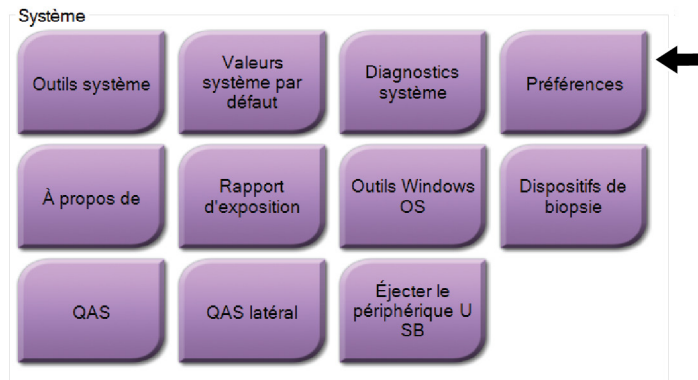 Système
Outils système
Valeurs
système par
défaut
Diagnostics
système
Préférences
À propos de
Rapport
d'exposition
Outils Windows
OS
Dispositifs de
biopsie
QAS
QAS latéral
Éjecter le
périphérique U
SB